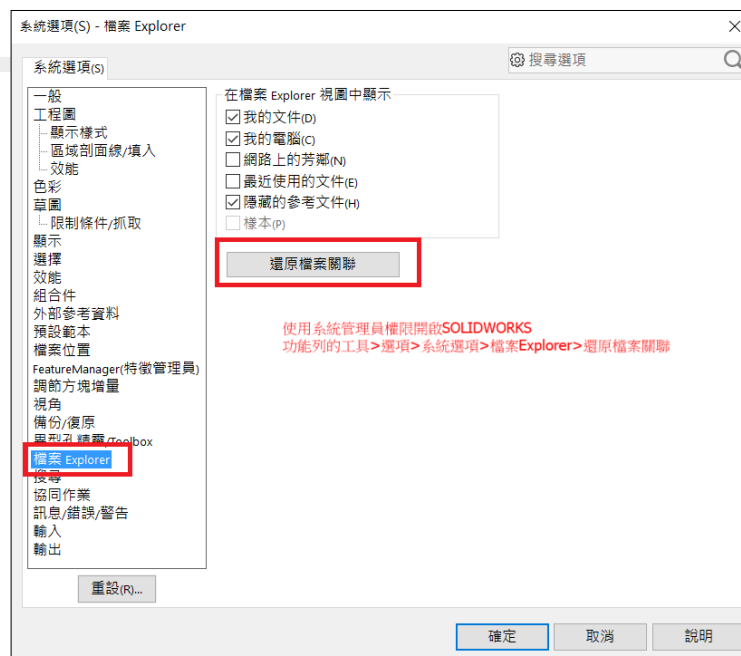 系統選項(S) - 檔案 Explorer
系統選項(S)
搜尋選項
一般
工程圖
顯示樣式
區域剖面線/填入
效能
色彩
草圖
限制條件/抓取
顯示
選擇
效能
組合件
外部參考資料
預設範本
檔案位置
FeatureManager(特徵管理員)
調節方塊增量
視角
備份/復原
異型孔精靈/Toolbox
檔案 Explorer
搜尋
協同作業
訊息/錯誤/警告
輸入
輸出
重設(R)...
在檔案 Explorer 視圖中顯示
我的文件(D)
我的電腦(C)
網路上的芳鄰(N)
最近使用的文件(E)
隱藏的參考文件(H)
樣本(P)
還原檔案關聯
使用系統管理員權限開啟SOLIDWORKS
功能列的工具>選項>系統選項>檔案Explorer>還原檔案關聯
確定
取消
說明